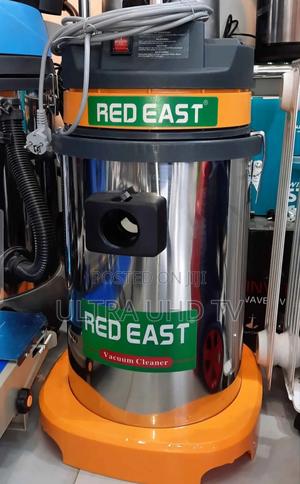 RED EAST®
POSTED ON JIJI
ULTRA UHD TV
RED EAST®
Vacuum Cleaner